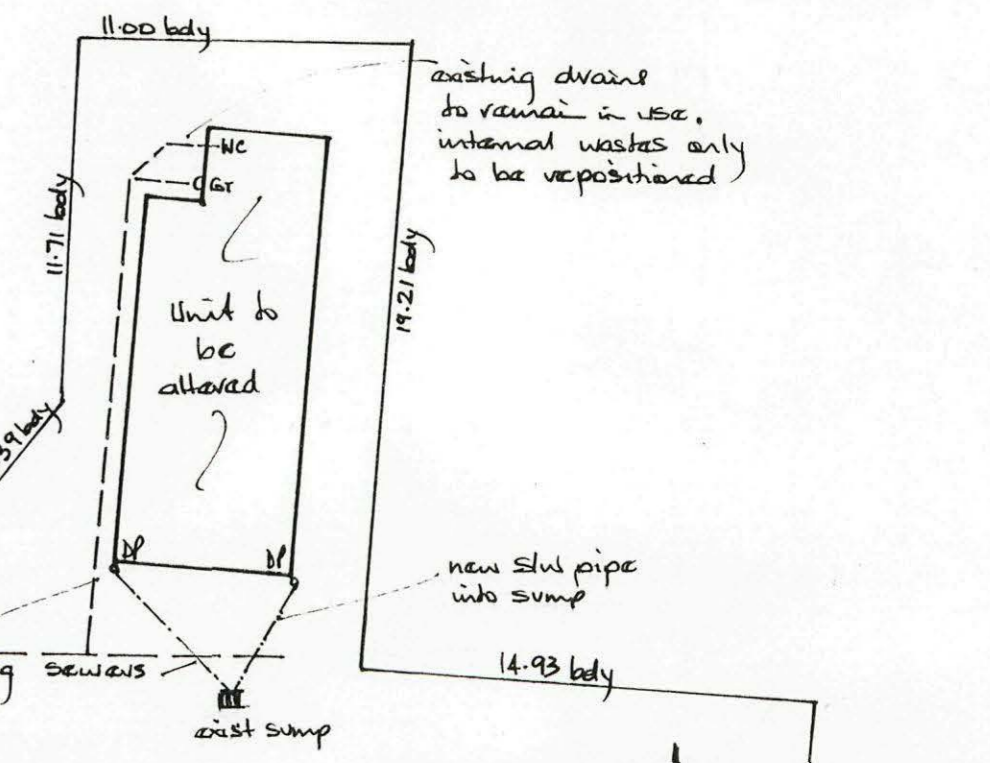 11.00 bdy
existing drains
to remain in use.
internal wastes only
to be repositioned
WC
GT
11.71 bdy
19.21 bdy
Unit to
be
altered
39 bdy
DP
DP
new S/W pipe
into sump
g sewers
14.93 bdy
exist sump